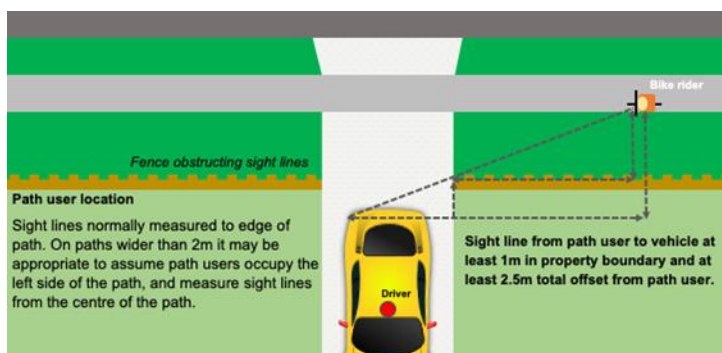 Bike rider
Fence obstructing sight lines
Path user location
Sight lines normally measured to edge of
path. On paths wider than 2m it may be
appropriate to assume path users occupy the
left side of the path, and measure sight lines
from the centre of the path.
Sight line from path user to vehicle at
least 1m in property boundary and at
least 2.5m total offset from path user.
Driver